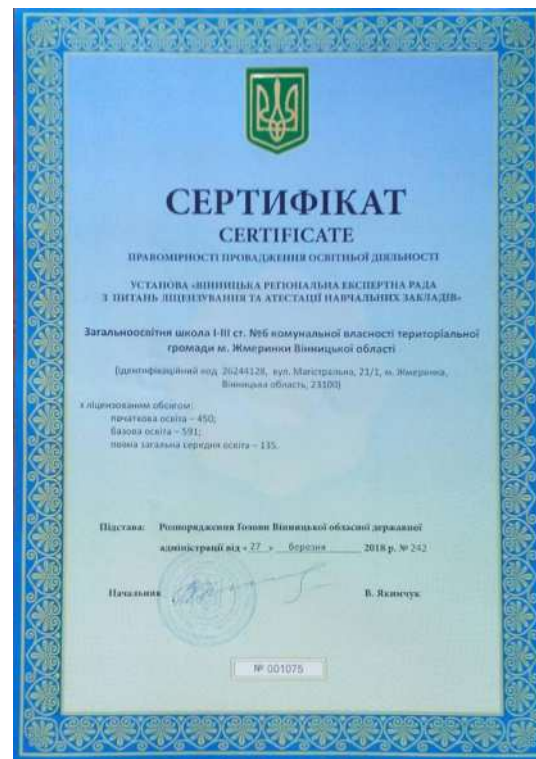 СЕРТИФІКАТ
CERTIFICATE
ПРАВОМІРНОСТІ ПРОВАДЖЕННЯ ОСВІТНЬОЇ ДІЯЛЬНОСТІ
УСТАНОВА «ВІННИЦЬКА РЕГІОНАЛЬНА ЕКСПЕРТНА РАДА
З ПИТАНЬ ЛІЦЕНЗУВАННЯ ТА АТЕСТАЦІЇ НАВЧАЛЬНИХ ЗАКЛАДІВ»
Загальноосвітня школа І-ІІІ ст. №6 комунальної власності територіальної
громади м. Жмеринки Вінницької області
(ідентифікаційний код 26244128, вул. Магістральна, 21/1, м. Жмеринка,
Вінницька область, 23100)
з ліцензованим обсягом:
початкова освіта – 450;
базова освіта – 591;
повна загальна середня освіта – 135.
Підстава: Розпорядження Голови Вінницької обласної державної
адміністрації від « 27 » березня 2018 р. № 242
Начальник В. Якимчук
№ 001075